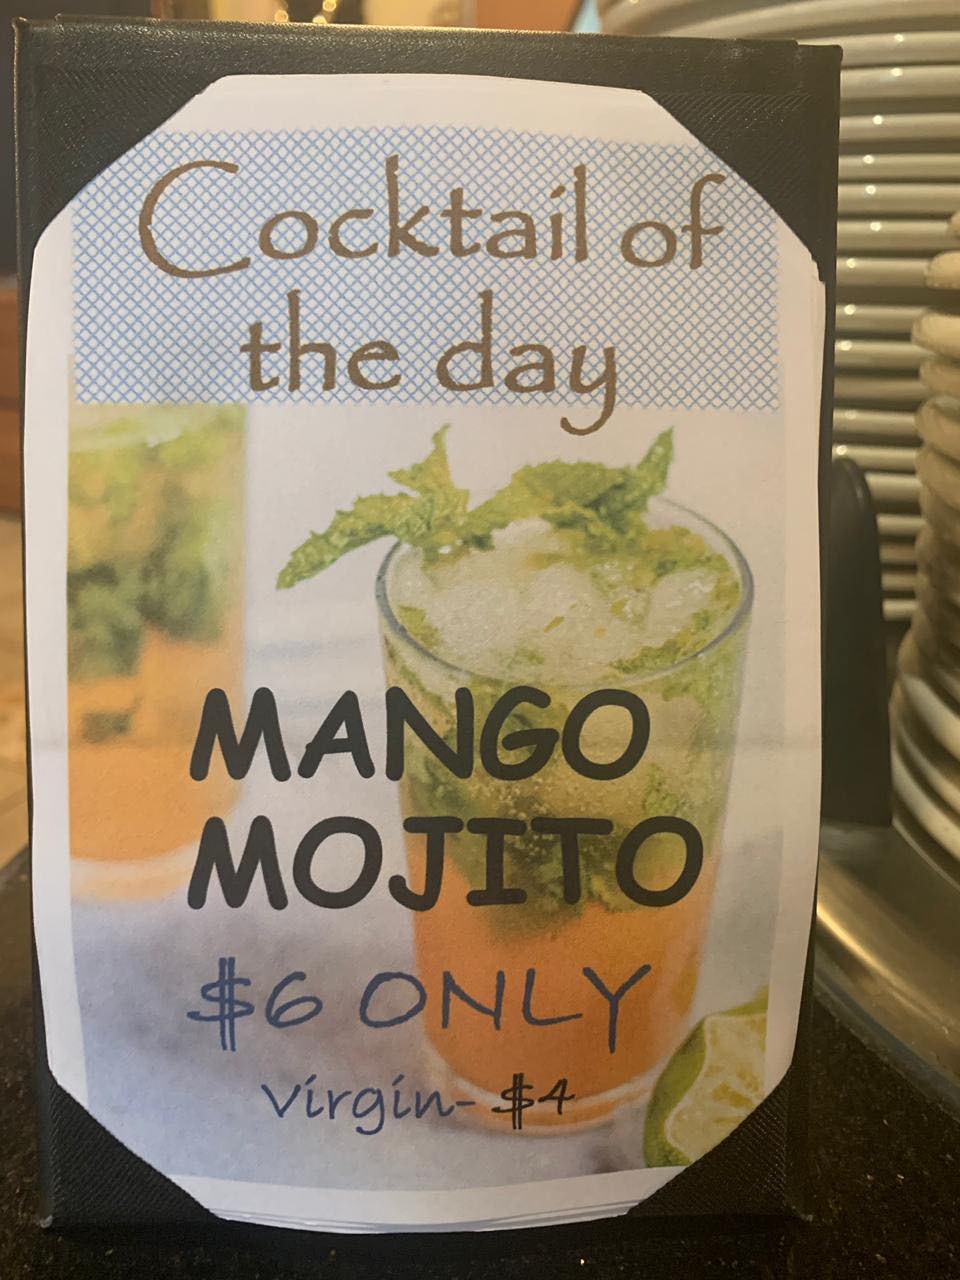 Cocktail of
the day
MANGO
MOJITO
$6 ONLY
Virgin- $4